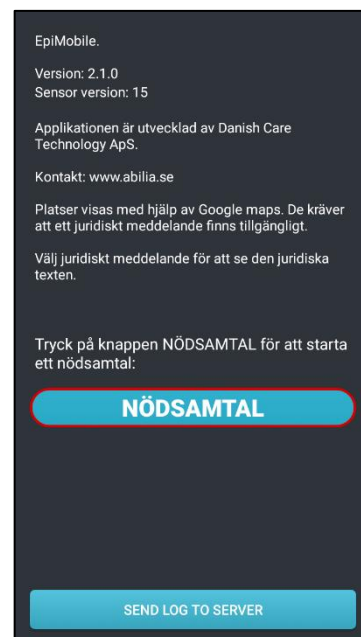 EpiMobile.
Version: 2.1.0
Sensor version: 15
Applikationen är utvecklad av Danish Care
Technology ApS.
Kontakt: www.abilia.se
Platser visas med hjälp av Google maps. De kräver
att ett juridiskt meddelande finns tillgängligt.
Välj juridiskt meddelande för att se den juridiska
texten.
Tryck på knappen NÖDSAMTAL för att starta
ett nödsamtal:
NÖDSAMTAL
SEND LOG TO SERVER